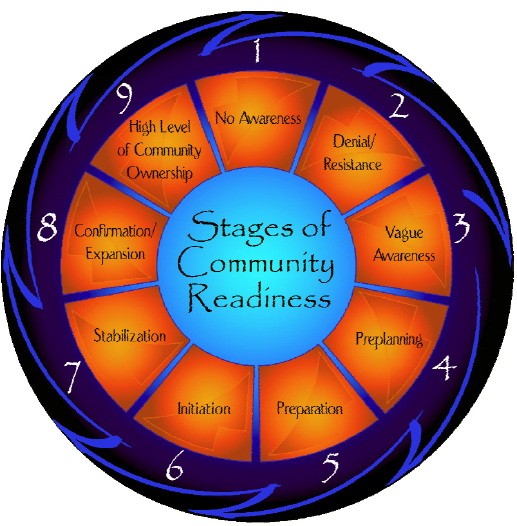 Stages of
Community
Readiness
1
No Awareness
2
Denial/
Resistance
3
Vague
Awareness
4
Preplanning
5
Preparation
6
Initiation
7
Stabilization
8
Confirmation/
Expansion
9
High Level
of Community
Ownership